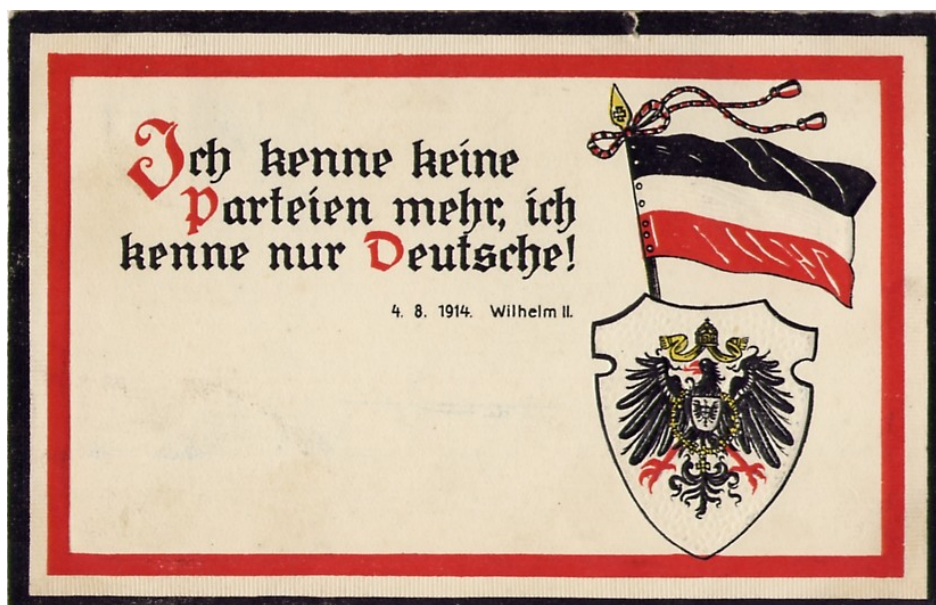 Ich kenne keine
Parteien mehr, ich
kenne nur Deutsche!
4. 8. 1914. Wilhelm II.